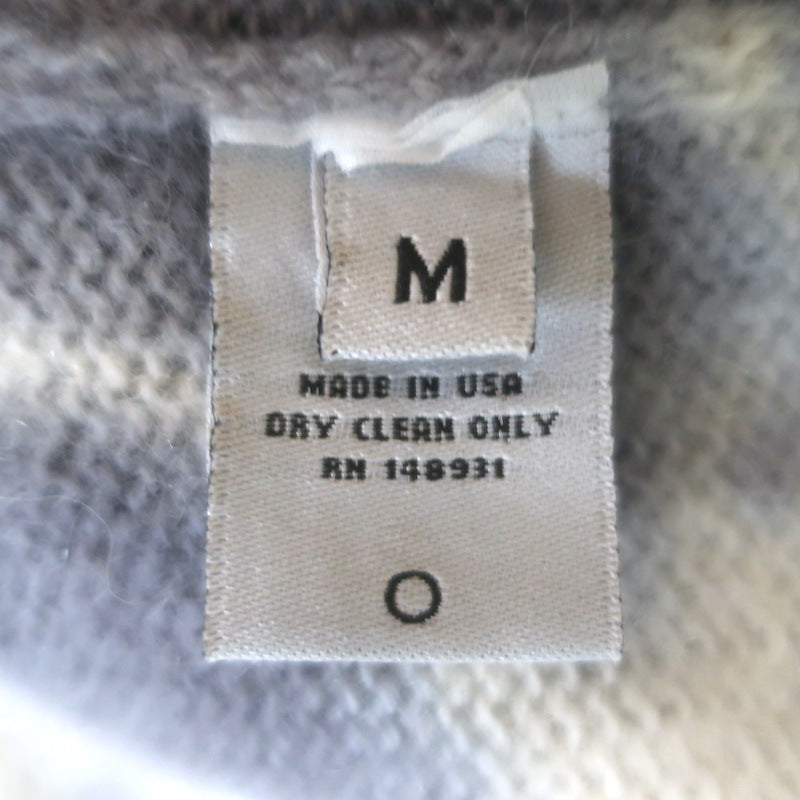 M
MADE IN USA
DRY CLEAN ONLY
RN 148931
O